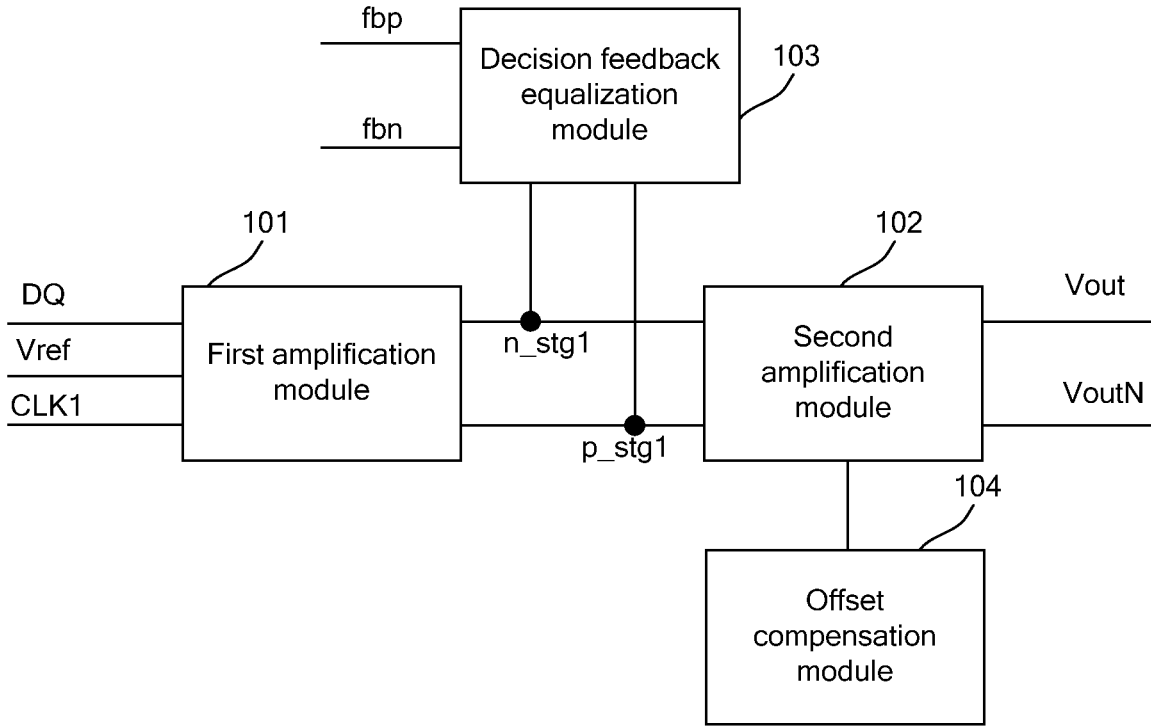 fbp
Decision feedback
equalization
module
103
fbn
101
102
DQ
Vref
CLK1
First amplification
module
n_stg1
p_stg1
Second
amplification
module
Vout
VoutN
104
Offset
compensation
module